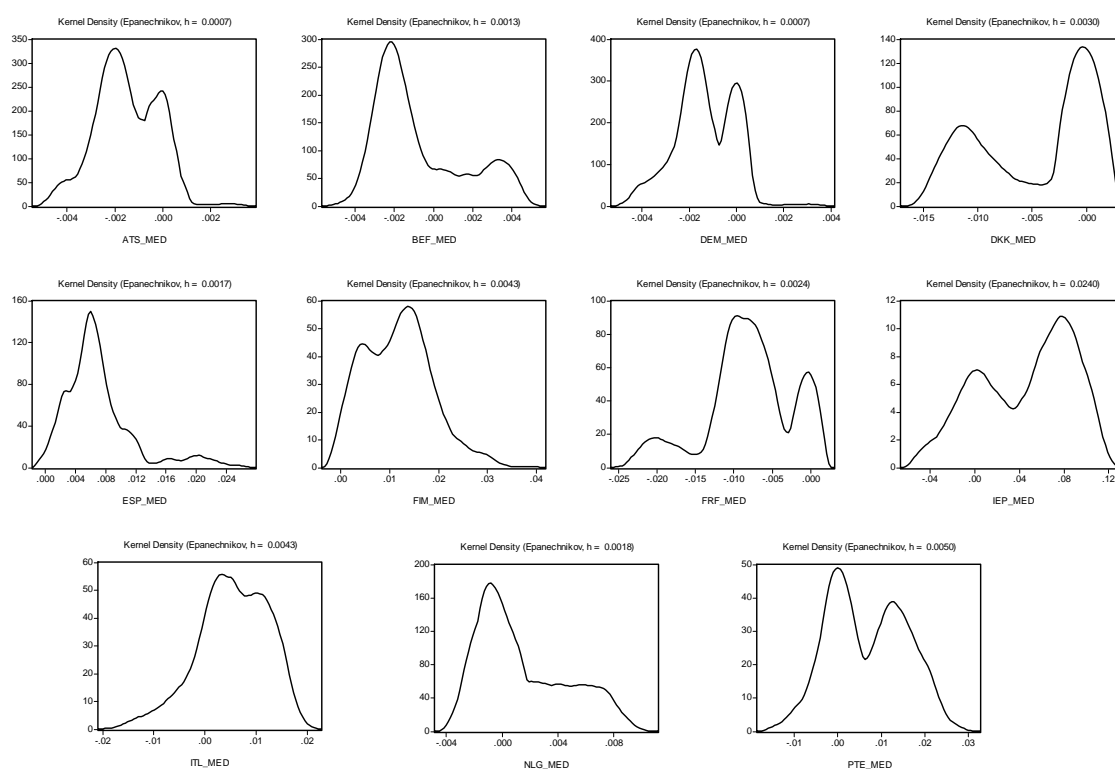 Kernel Density (Epanechnikov, h = 0.0007)
350
300
250
200
150
100
50
0
-.004 -.002 .000 .002
ATS_MED
Kernel Density (Epanechnikov, h = 0.0013)
300
250
200
150
100
50
0
-.004 -.002 .000 .002 .004
BEF_MED
Kernel Density (Epanechnikov, h = 0.0007)
400
300
200
100
0
-.004 -.002 .000 .002 .004
DEM_MED
Kernel Density (Epanechnikov, h = 0.0030)
140
120
100
80
60
40
20
0
-.015 -.010 -.005 .000
DKK_MED
Kernel Density (Epanechnikov, h = 0.0017)
160
120
80
40
0
.000 .004 .006 .008 .012 .016 .020 .024
ESP_MED
Kernel Density (Epanechnikov, h = 0.0043)
60
50
40
30
20
10
0
.00 .01 .02 .03 .04
FIM_MED
Kernel Density (Epanechnikov, h = 0.0024)
100
80
60
40
20
0
-.025 -.020 -.015 -.010 -.005 .000
FRF_MED
Kernel Density (Epanechnikov, h = 0.0240)
12
10
8
6
4
2
0
-.04 .00 .04 .08 .12
IEP_MED
Kernel Density (Epanechnikov, h = 0.0043)
60
50
40
30
20
10
0
-.02 -.01 .00 .01 .02
ITL_MED
Kernel Density (Epanechnikov, h = 0.0018)
200
160
120
80
40
0
-.004 .000 .004 .008
NLG_MED
Kernel Density (Epanechnikov, h = 0.0050)
50
40
30
20
10
0
-.01 .00 .01 .02 .03
PTE_MED